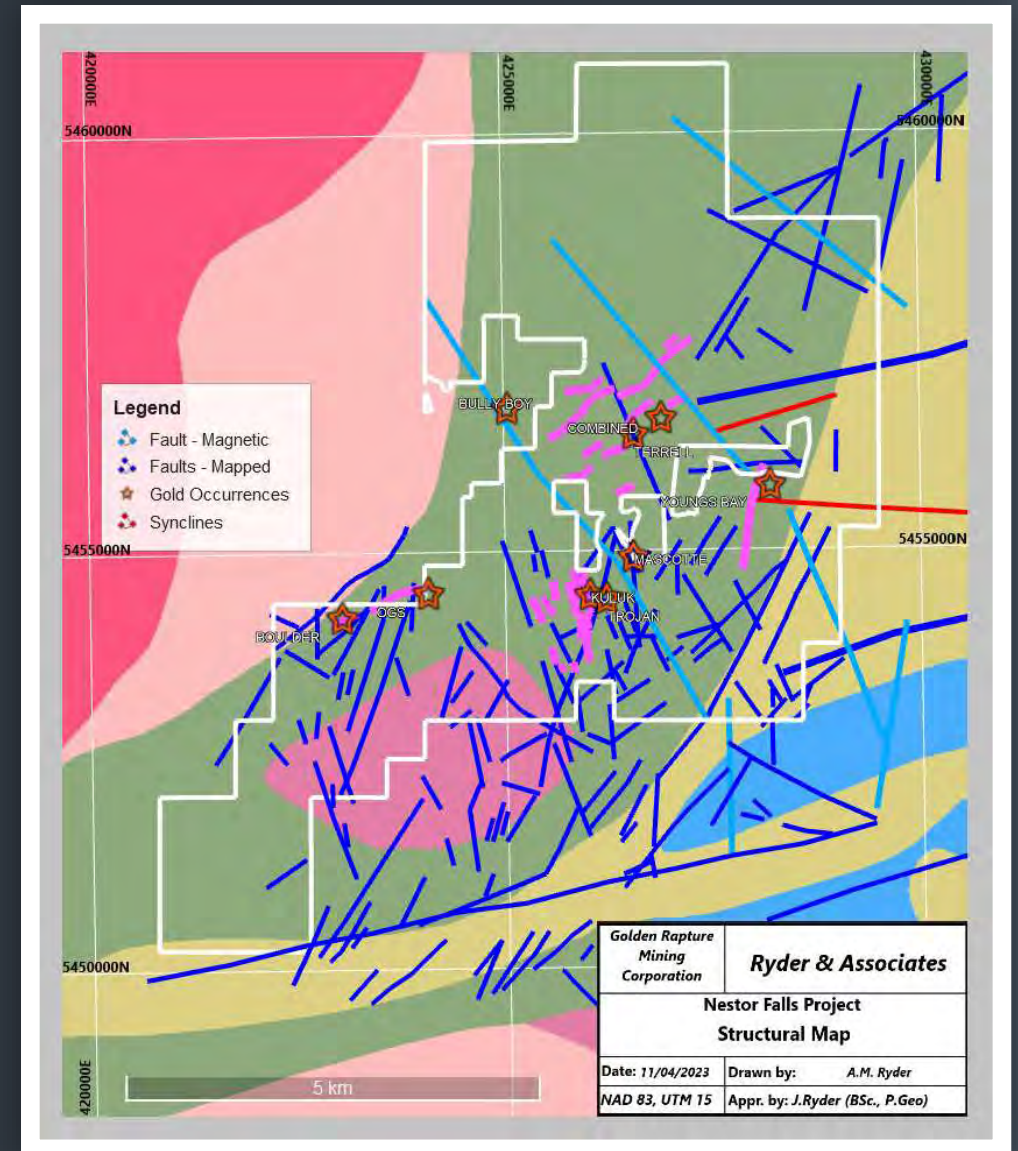 420000E
425000E
430000E
5460000N
5460000N
Legend
Fault - Magnetic
Faults - Mapped
Gold Occurrences
Synclines
BULLY BOY
COMBINED
TERRELL
YOUNGS BAY
5455000N
5455000N
MASCOTTE
KULUK
TROJAN
OGS
BOULDER
5450000N
420000E
5 km
Golden Rapture
Mining
Corporation
Ryder & Associates
Nestor Falls Project
Structural Map
Date: 11/04/2023
Drawn by: A.M. Ryder
NAD 83, UTM 15
Appr. by: J.Ryder (BSc., P.Geo)